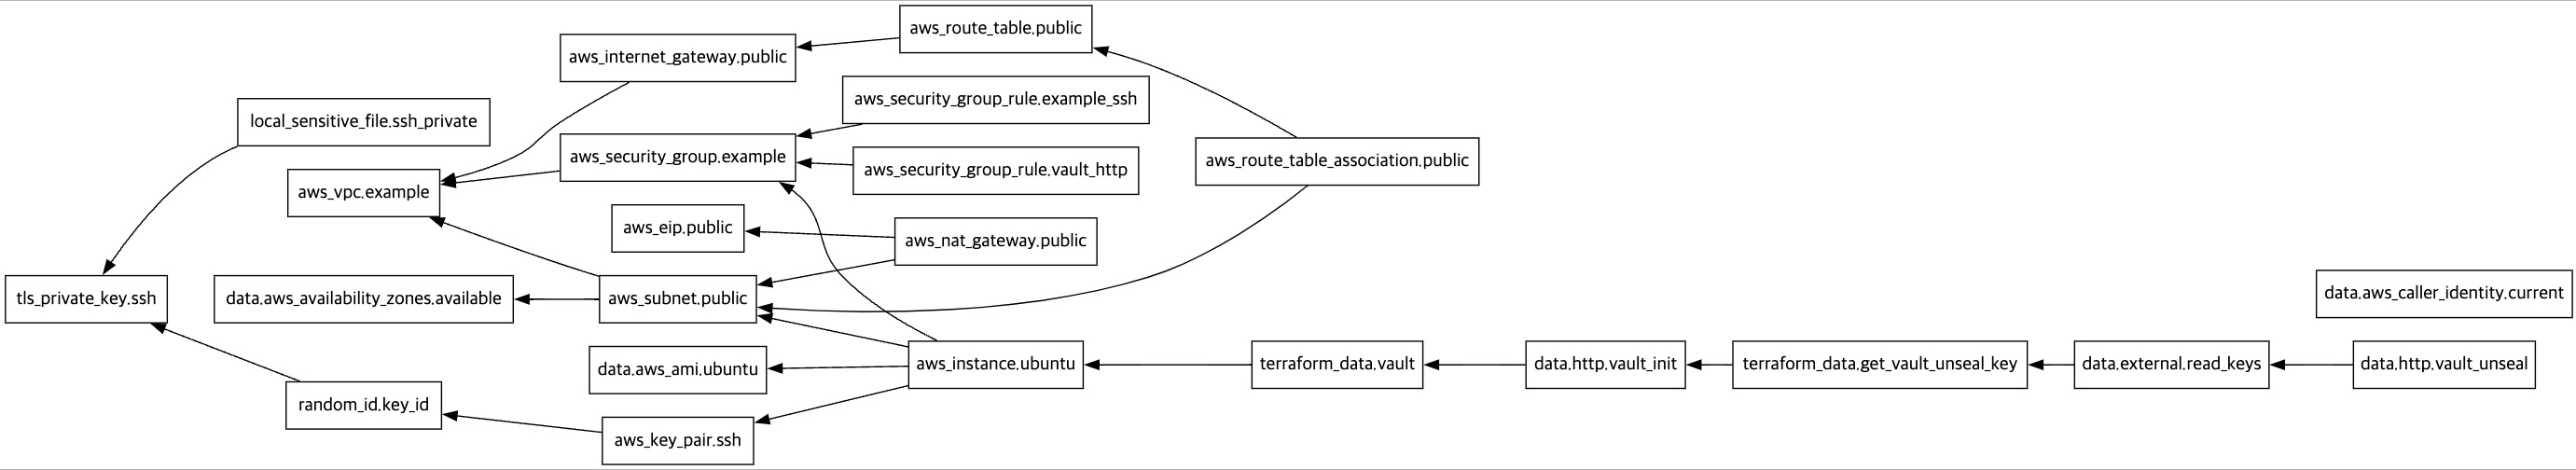 aws_route_table.public
aws_internet_gateway.public
aws_security_group_rule.example_ssh
local_sensitive_file.ssh_private
aws_security_group.example
aws_route_table_association.public
aws_security_group_rule.vault_http
aws_vpc.example
aws_eip.public
aws_nat_gateway.public
tls_private_key.ssh
data.aws_availability_zones.available
aws_subnet.public
data.aws_caller_identity.current
data.aws_ami.ubuntu
aws_instance.ubuntu
terraform_data.vault
data.http.vault_init
terraform_data.get_vault_unseal_key
data.external.read_keys
data.http.vault_unseal
random_id.key_id
aws_key_pair.ssh